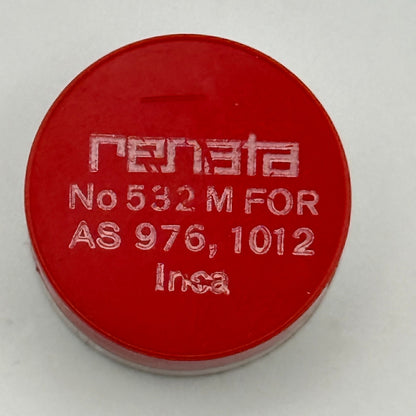 renata
No 532 M FOR
AS 976, 1012
Inca